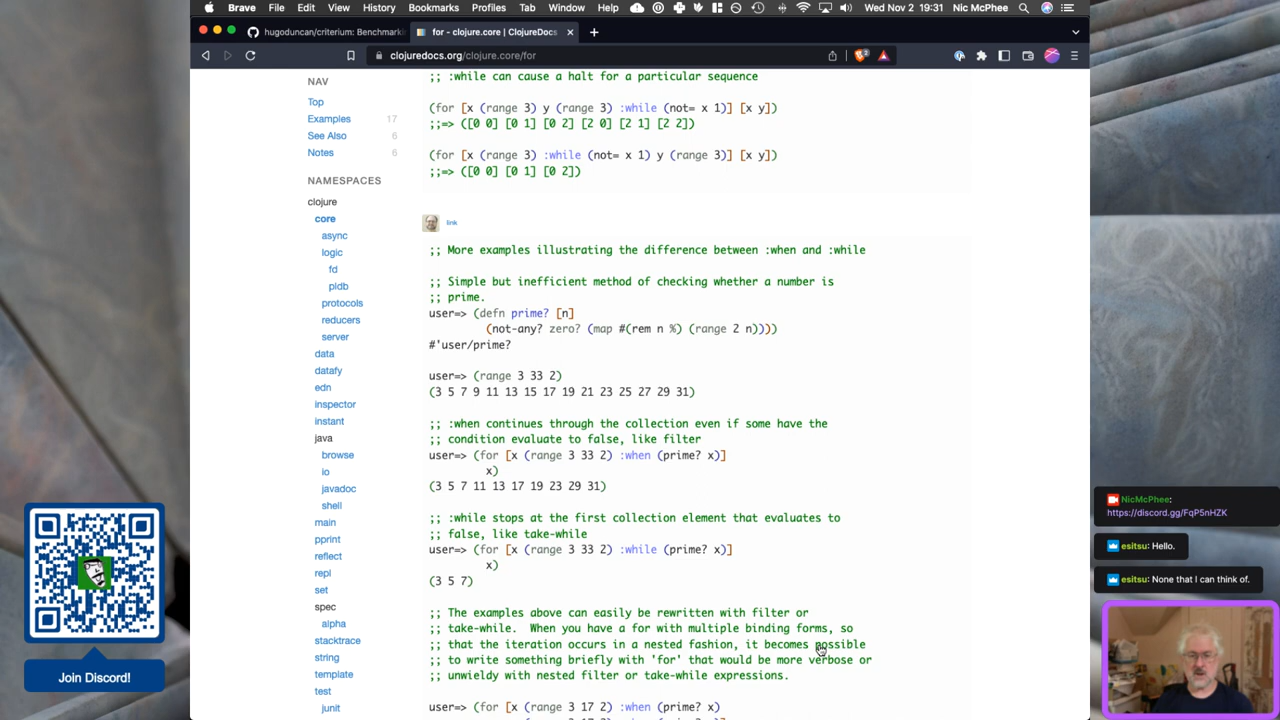 Brave File Edit View History Bookmarks Profiles Tab Window Help Wed Nov 2 19:31 Nic McPhee
hugoduncan/criterium: Benchmarki
for - clojure.core | ClojureDocs
clojuredocs.org/clojure.core/for
NAV
Top
Examples 17
See Also 6
Notes 6
NAMESPACES
clojure
core
async
logic
fd
pldb
protocols
reducers
server
data
datafy
edn
inspector
instant
java
browse
io
javadoc
shell
main
pprint
reflect
repl
set
spec
alpha
stacktrace
string
template
test
junit
;; :while can cause a halt for a particular sequence
(for [x (range 3) y (range 3) :while (not= x 1)] [x y])
;;=> ([0 0] [0 1] [0 2] [2 0] [2 1] [2 2])
(for [x (range 3) :while (not= x 1) y (range 3)] [x y])
;;=> ([0 0] [0 1] [0 2])
link
;; More examples illustrating the difference between :when and :while
;; Simple but inefficient method of checking whether a number is
;; prime.
user=> (defn prime? [n]
(not-any? zero? (map #(rem n %) (range 2 n))))
#'user/prime?
user=> (range 3 33 2)
(3 5 7 9 11 13 15 17 19 21 23 25 27 29 31)
;; :when continues through the collection even if some have the
;; condition evaluate to false, like filter
user=> (for [x (range 3 33 2) :when (prime? x)]
x)
(3 5 7 11 13 17 19 23 29 31)
;; :while stops at the first collection element that evaluates to
;; false, like take-while
user=> (for [x (range 3 33 2) :while (prime? x)]
x)
(3 5 7)
;; The examples above can easily be rewritten with filter or
;; take-while.  When you have a for with multiple binding forms, so
;; that the iteration occurs in a nested fashion, it becomes possible
;; to write something briefly with 'for' that would be more verbose or
;; unwieldy with nested filter or take-while expressions.
user=> (for [x (range 3 17 2) :when (prime? x)
Join Discord!
NicMcPhee:
https://discord.gg/FqP5nHZK
esitsu: Hello.
esitsu: None that I can think of.